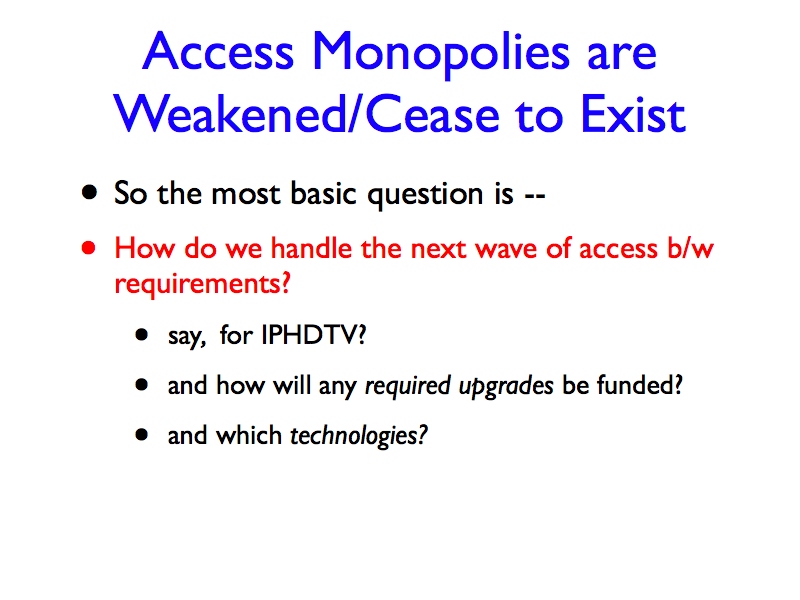 Access Monopolies are
Weakened/Cease to Exist
• So the most basic question is --
• How do we handle the next wave of access b/w
requirements?
• say,  for IPHDTV?
• and how will any required upgrades be funded?
• and which technologies?